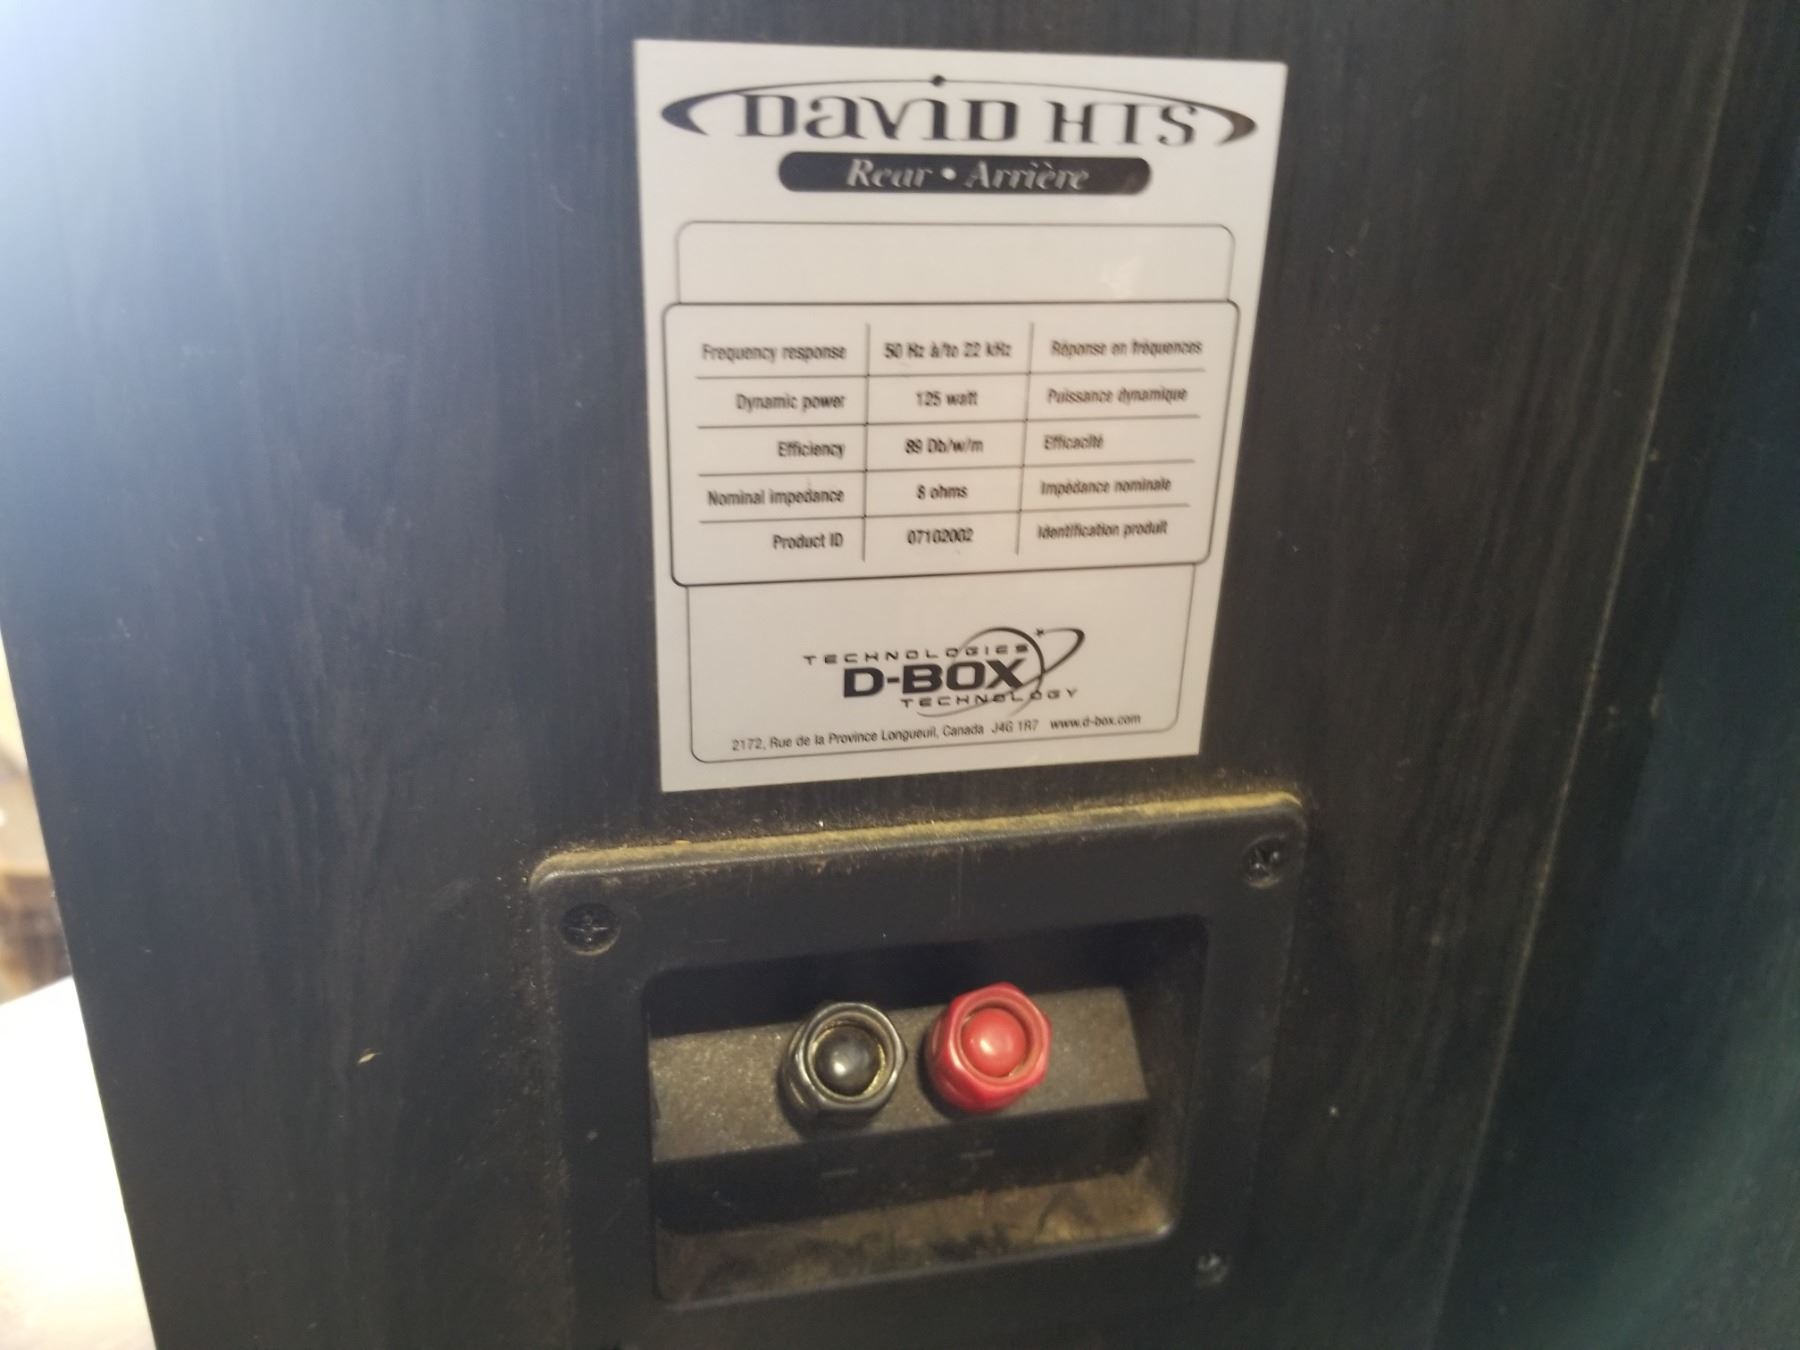 DAVID HTS
Rear • Arrière
Frequency response 50 Hz à/to 22 kHz Réponse en fréquences
Dynamic power 125 watt Puissance dynamique
Efficiency 89 Db/w/m Efficacité
Nominal impedance 8 ohms Impédance nominale
Product ID 07102002 Identification produit
TECHNOLOGIES
D-BOX
TECHNOLOGY
2172, Rue de la Province Longueuil, Canada J4G 1R7 www.d-box.com
- +